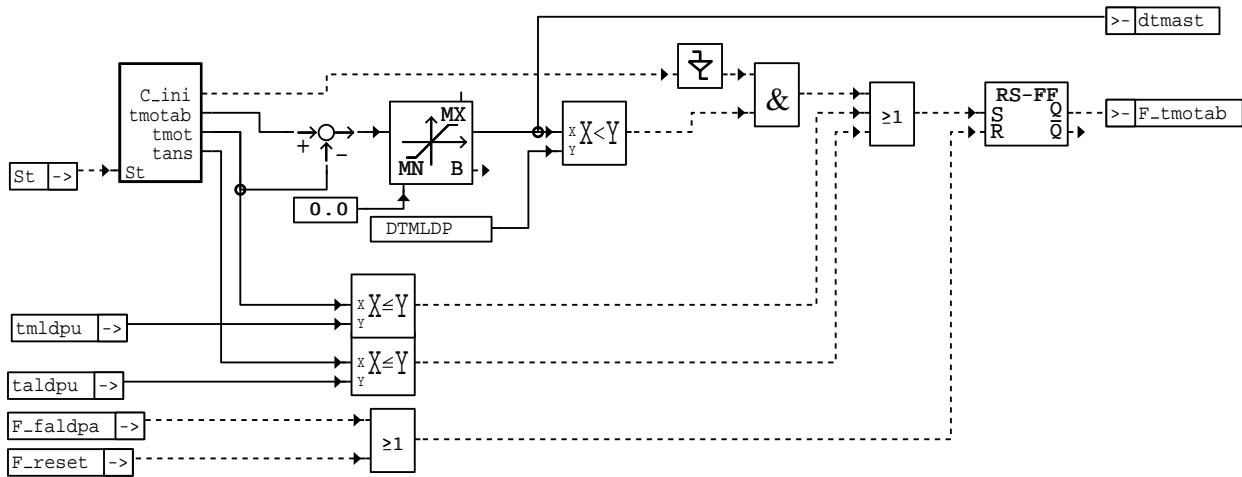 >- dtmast
C_ini
tmotab
tmot
tans
St
St ->
+
−
MX
MN
B
0.0
DTMLDP
X
Y
X<Y
&
≥1
RS-FF
S
R
Q
Q̅
>- F_tmotab
X
Y
X≤Y
tmldpu ->
X
Y
X≤Y
taldpu ->
F_faldpa ->
F_reset ->
≥1